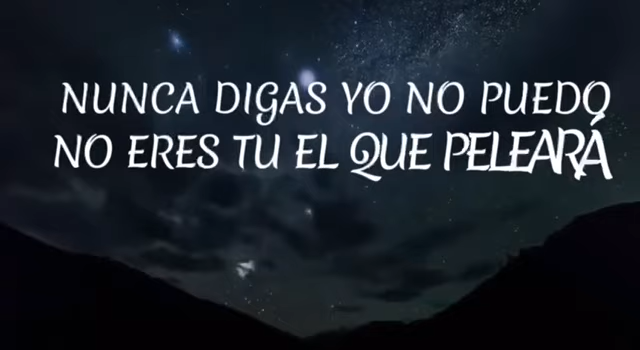 NUNCA DIGAS YO NO PUEDO
NO ERES TU EL QUE PELEARÁ